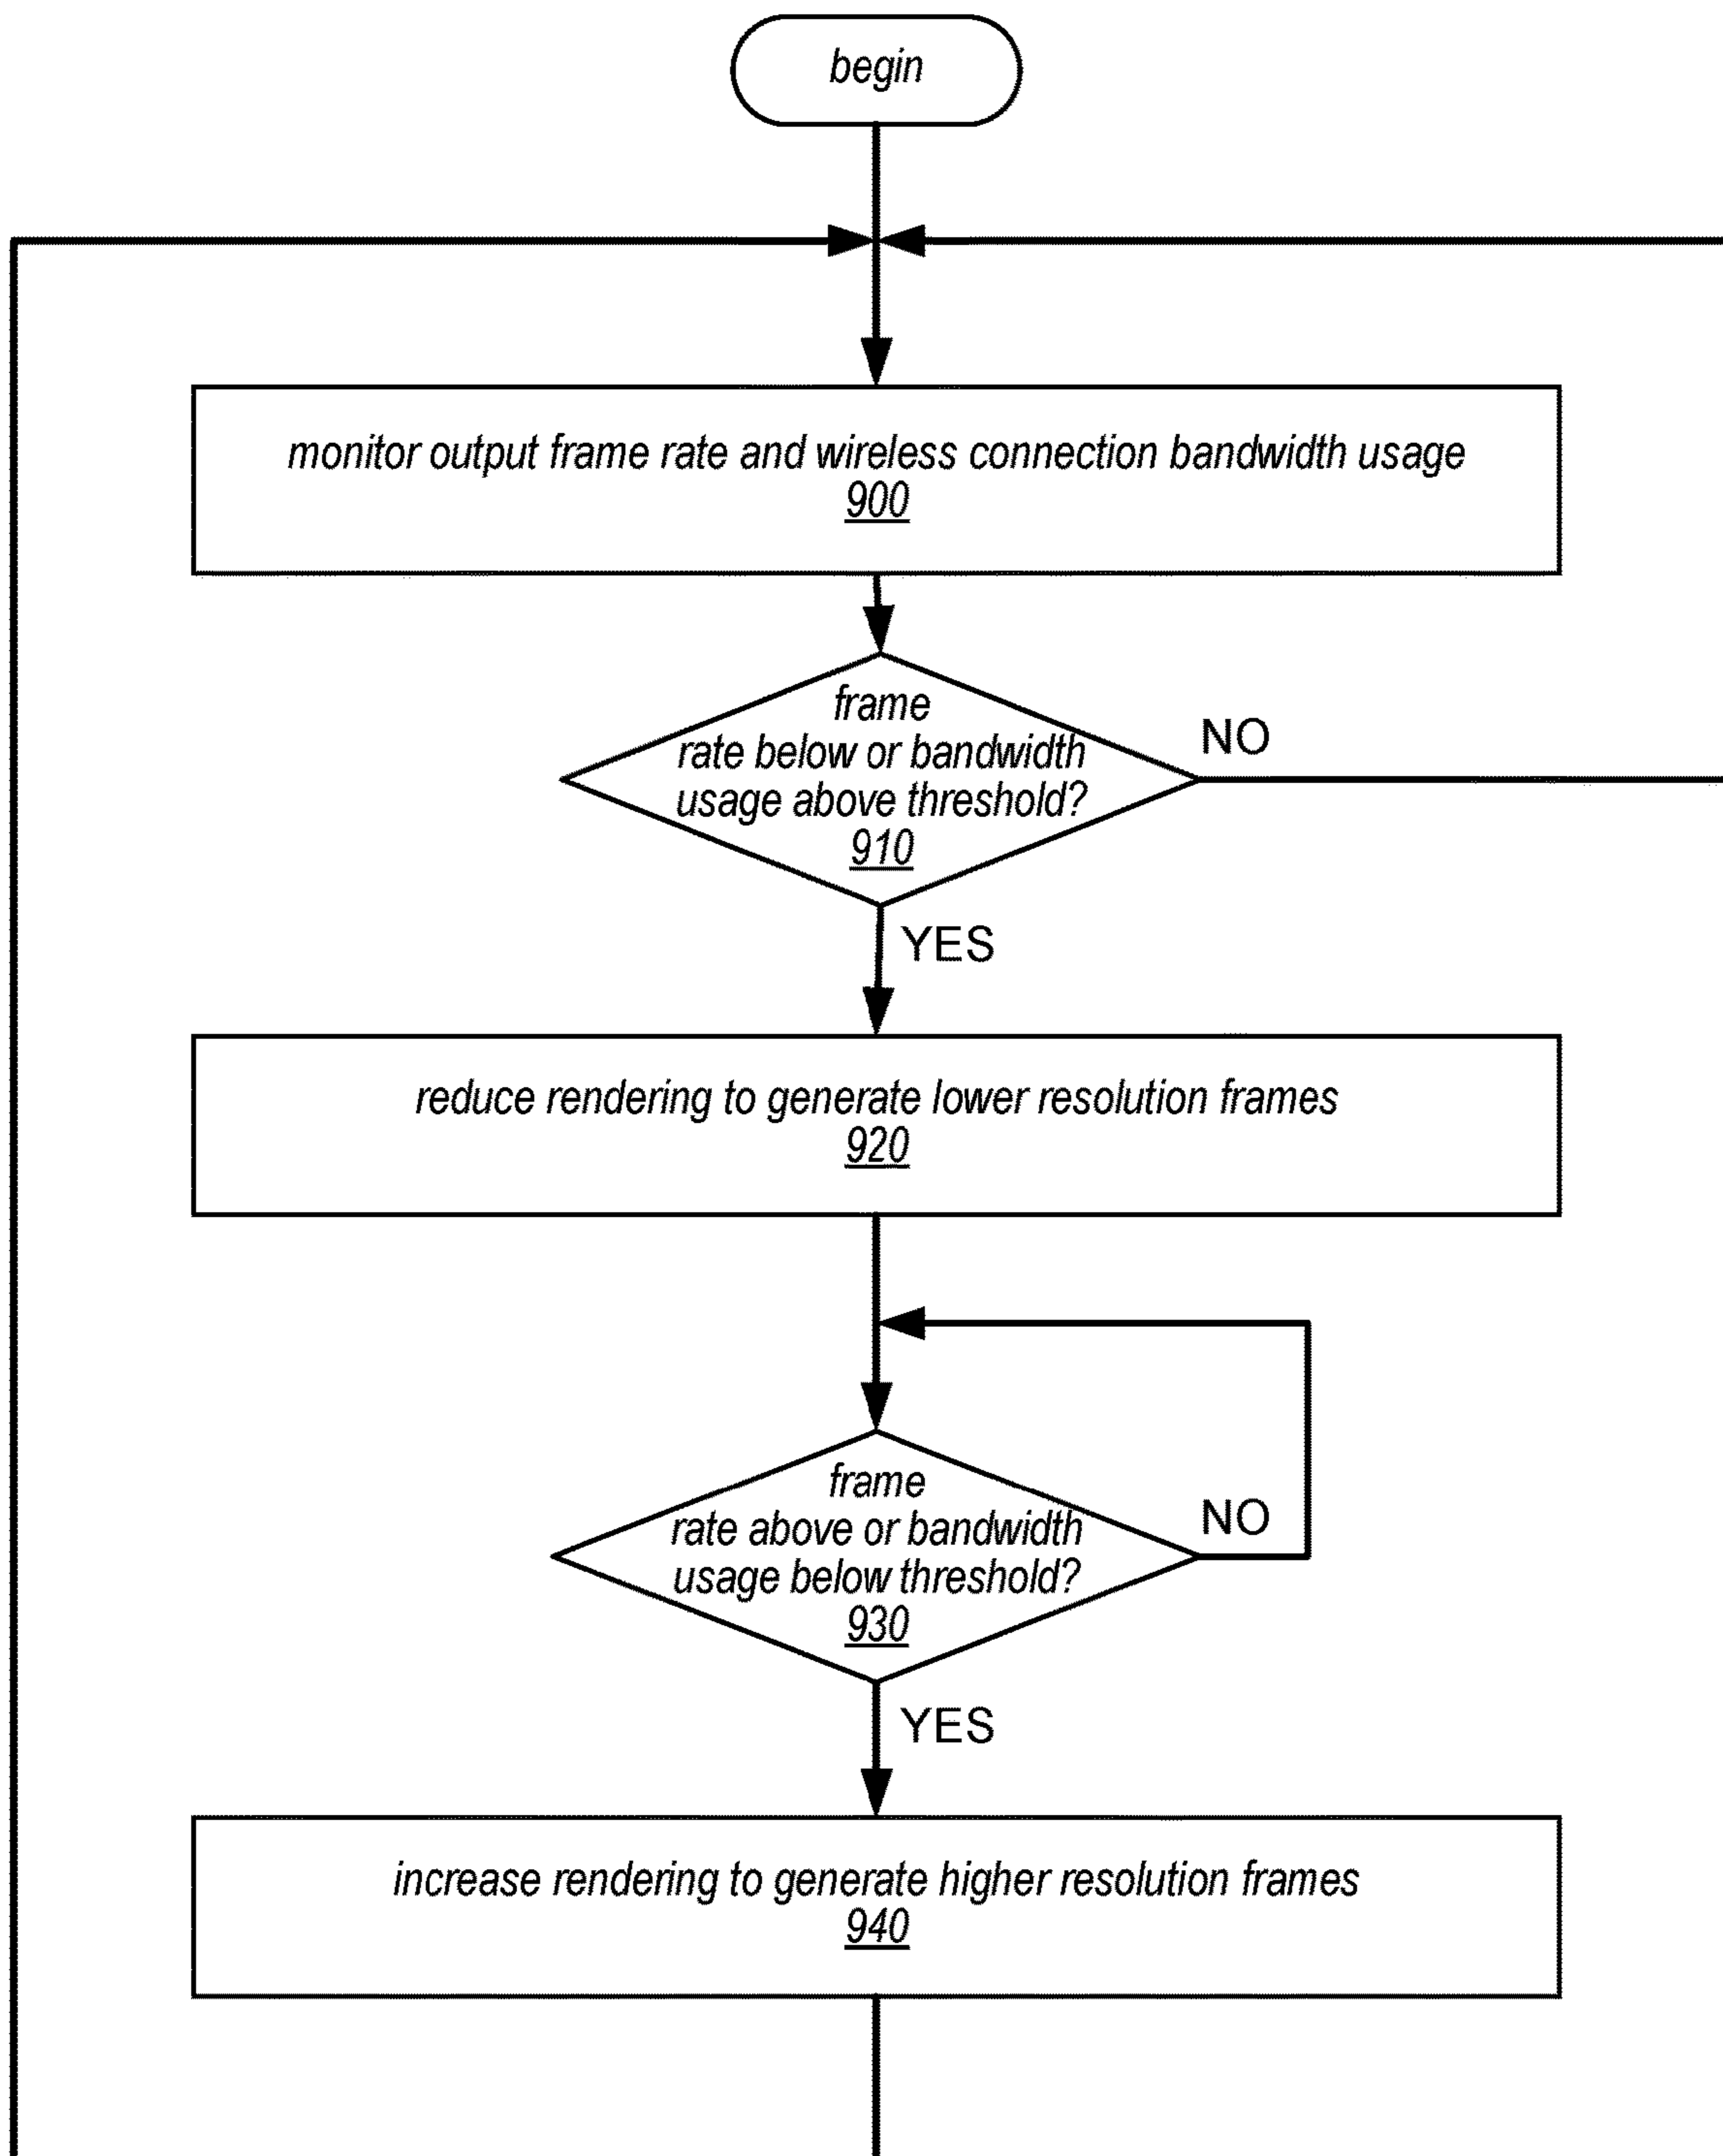 begin
monitor output frame rate and wireless connection bandwidth usage
900
frame
rate below or bandwidth
usage above threshold?
910
NO
YES
reduce rendering to generate lower resolution frames
920
frame
rate above or bandwidth
usage below threshold?
930
NO
YES
increase rendering to generate higher resolution frames
940